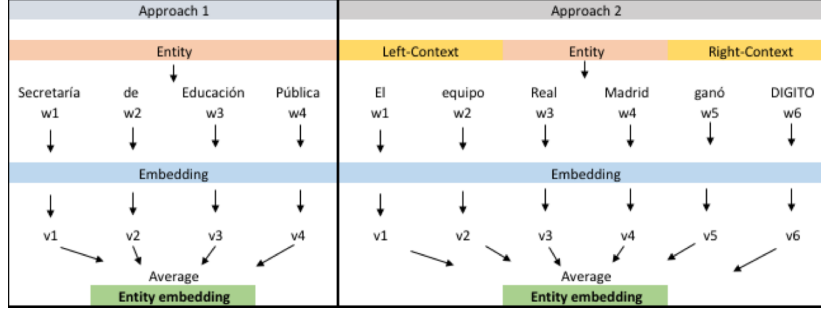 Approach 1
Entity
Secretaría de Educación Pública
w1 w2 w3 w4
Embedding
v1 v2 v3 v4
Average
Entity embedding
Approach 2
Left-Context Entity Right-Context
El equipo Real Madrid ganó DIGITO
w1 w2 w3 w4 w5 w6
Embedding
v1 v2 v3 v4 v5 v6
Average
Entity embedding